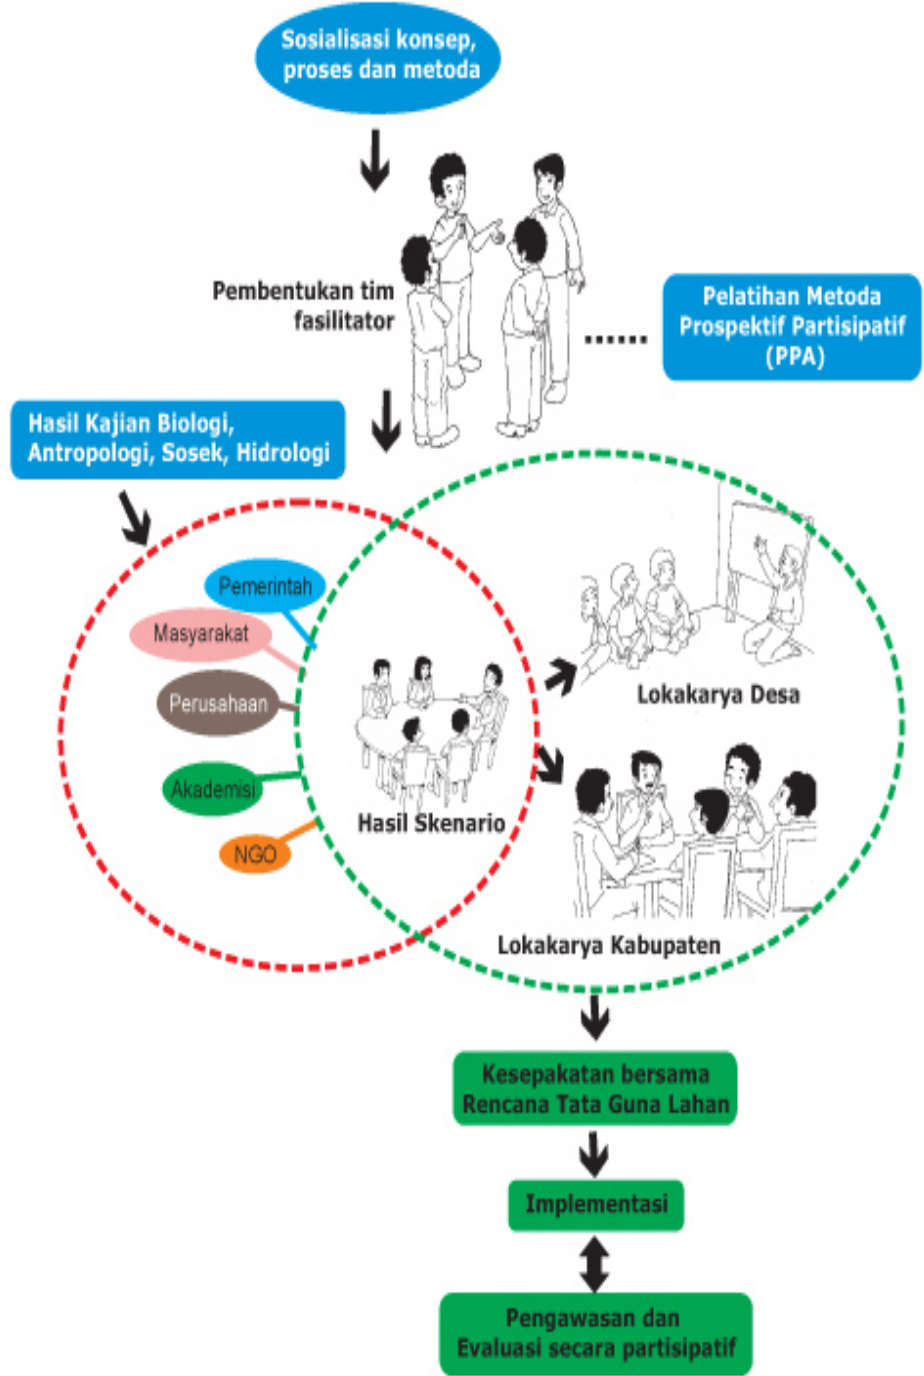 Sosialisasi konsep,
proses dan metoda
Pembentukan tim
fasilitator
Pelatihan Metoda
Prospektif Partisipatif
(PPA)
Hasil Kajian Biologi,
Antropologi, Sosek, Hidrologi
Pemerintah
Masyarakat
Perusahaan
Akademisi
NGO
Hasil Skenario
Lokakarya Desa
Lokakarya Kabupaten
Kesepakatan bersama
Rencana Tata Guna Lahan
Implementasi
Pengawasan dan
Evaluasi secara partisipatif